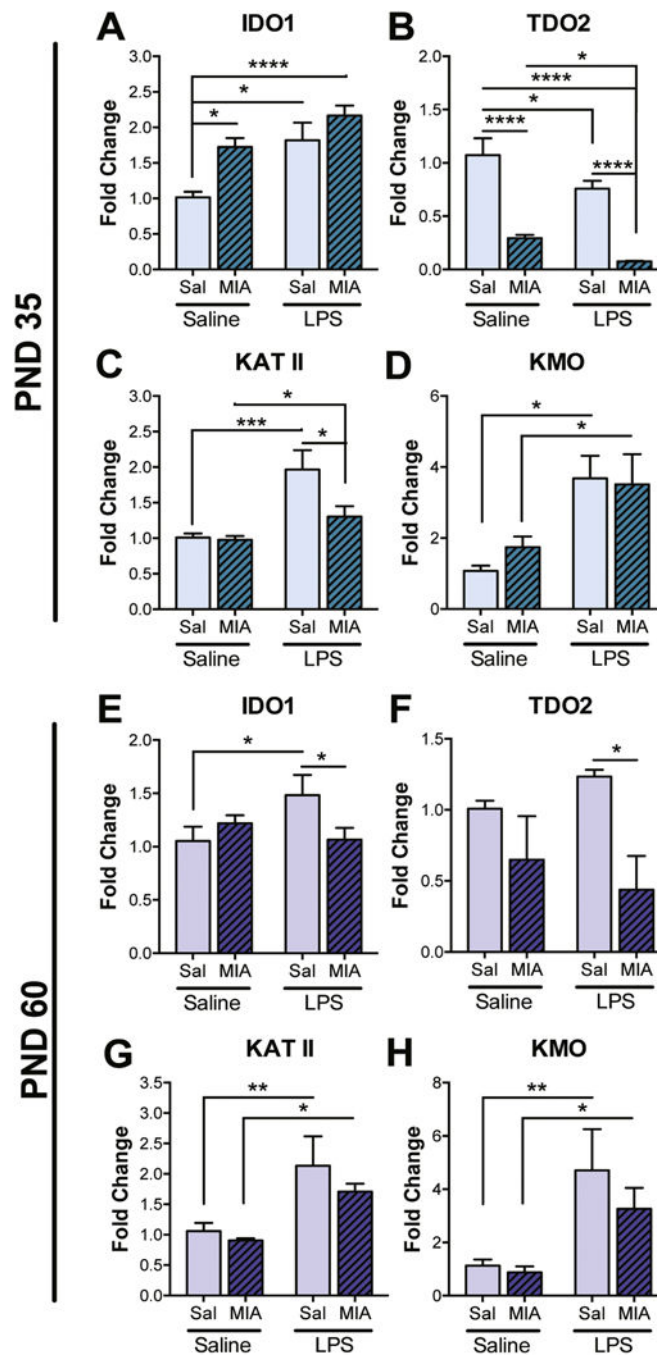 PND 35
A IDO1
****
*
*
Fold Change
3.0
2.5
2.0
1.5
1.0
0.5
0.0
Sal MIA Sal MIA
Saline LPS
B TDO2
*
****
*
****
****
Fold Change
2.0
1.5
1.0
0.5
0.0
Sal MIA Sal MIA
Saline LPS
C KAT II
*
***
*
Fold Change
3.0
2.5
2.0
1.5
1.0
0.5
0.0
Sal MIA Sal MIA
Saline LPS
D KMO
*
*
Fold Change
6
4
2
0
Sal MIA Sal MIA
Saline LPS
PND 60
E IDO1
*
*
Fold Change
2.0
1.5
1.0
0.5
0.0
Sal MIA Sal MIA
Saline LPS
F TDO2
*
Fold Change
1.5
1.0
0.5
0.0
Sal MIA Sal MIA
Saline LPS
G KAT II
**
*
Fold Change
3.5
3.0
2.5
2.0
1.5
1.0
0.5
0.0
Sal MIA Sal MIA
Saline LPS
H KMO
**
*
Fold Change
8
6
4
2
0
Sal MIA Sal MIA
Saline LPS